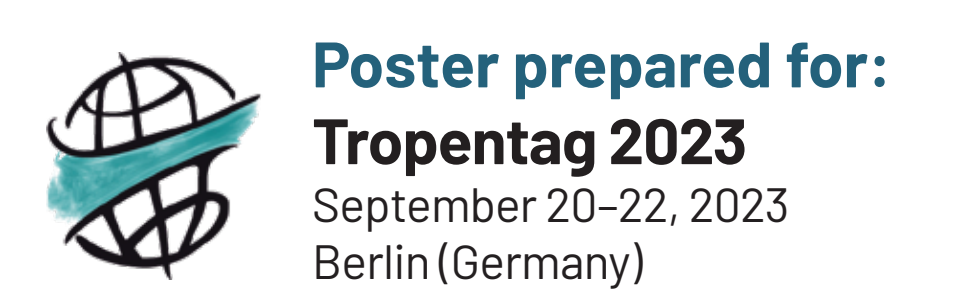 Poster prepared for:
Tropentag 2023
September 20–22, 2023
Berlin (Germany)